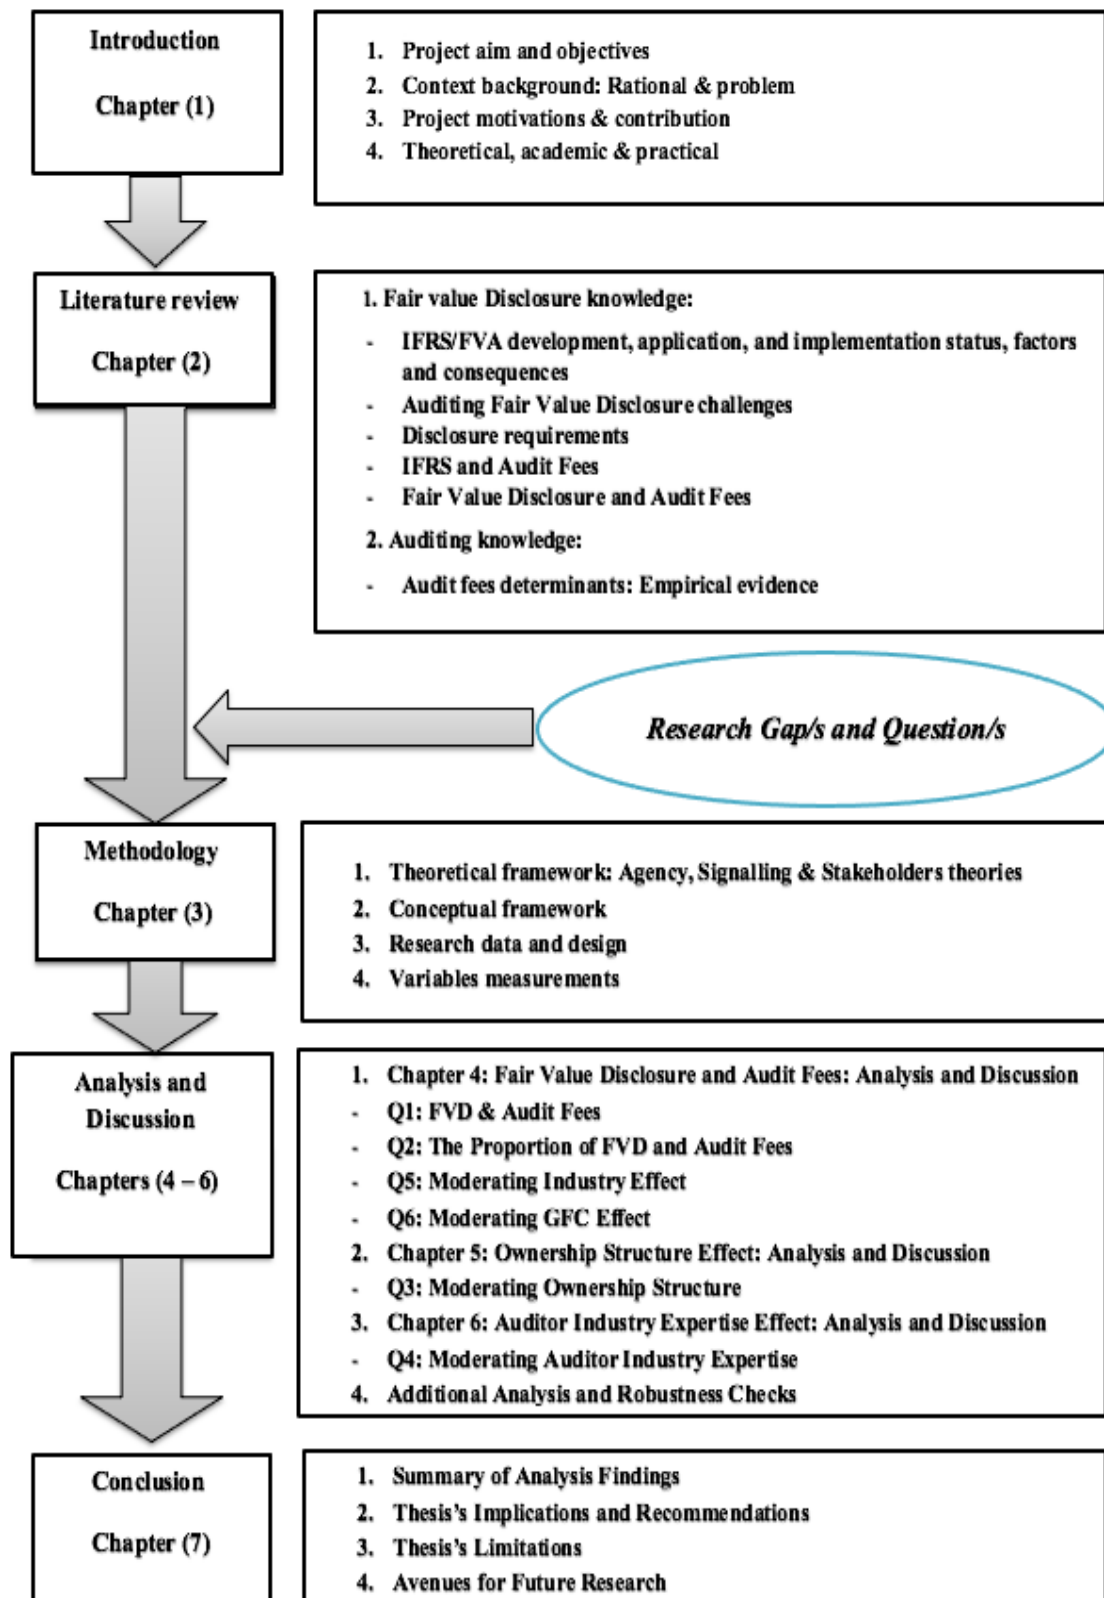 Introduction
Chapter (1)
1. Project aim and objectives
2. Context background: Rational & problem
3. Project motivations & contribution
4. Theoretical, academic & practical
Literature review
Chapter (2)
1. Fair value Disclosure knowledge:
- IFRS/FVA development, application, and implementation status, factors
and consequences
- Auditing Fair Value Disclosure challenges
- Disclosure requirements
- IFRS and Audit Fees
- Fair Value Disclosure and Audit Fees
2. Auditing knowledge:
- Audit fees determinants: Empirical evidence
Research Gap/s and Question/s
Methodology
Chapter (3)
1. Theoretical framework: Agency, Signalling & Stakeholders theories
2. Conceptual framework
3. Research data and design
4. Variables measurements
Analysis and
Discussion
Chapters (4 – 6)
1. Chapter 4: Fair Value Disclosure and Audit Fees: Analysis and Discussion
- Q1: FVD & Audit Fees
- Q2: The Proportion of FVD and Audit Fees
- Q5: Moderating Industry Effect
- Q6: Moderating GFC Effect
2. Chapter 5: Ownership Structure Effect: Analysis and Discussion
- Q3: Moderating Ownership Structure
3. Chapter 6: Auditor Industry Expertise Effect: Analysis and Discussion
- Q4: Moderating Auditor Industry Expertise
4. Additional Analysis and Robustness Checks
Conclusion
Chapter (7)
1. Summary of Analysis Findings
2. Thesis's Implications and Recommendations
3. Thesis's Limitations
4. Avenues for Future Research